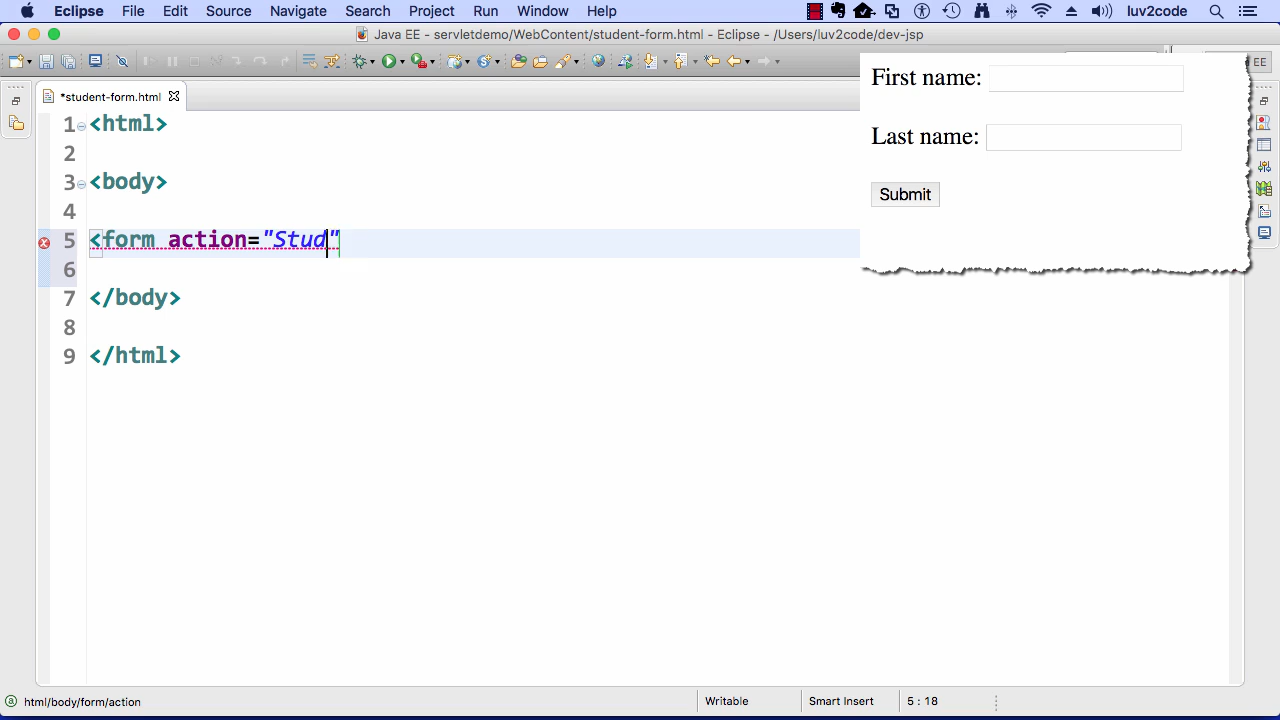 Eclipse File Edit Source Navigate Search Project Run Window Help luv2code
Java EE - servletdemo/WebContent/student-form.html - Eclipse - /Users/luv2code/dev-jsp
EE
*student-form.html
First name:
Last name:
Submit
1 <html>
2
3 <body>
4
5 <form action="Stud"
6
7 </body>
8
9 </html>
html/body/form/action Writable Smart Insert 5 : 18